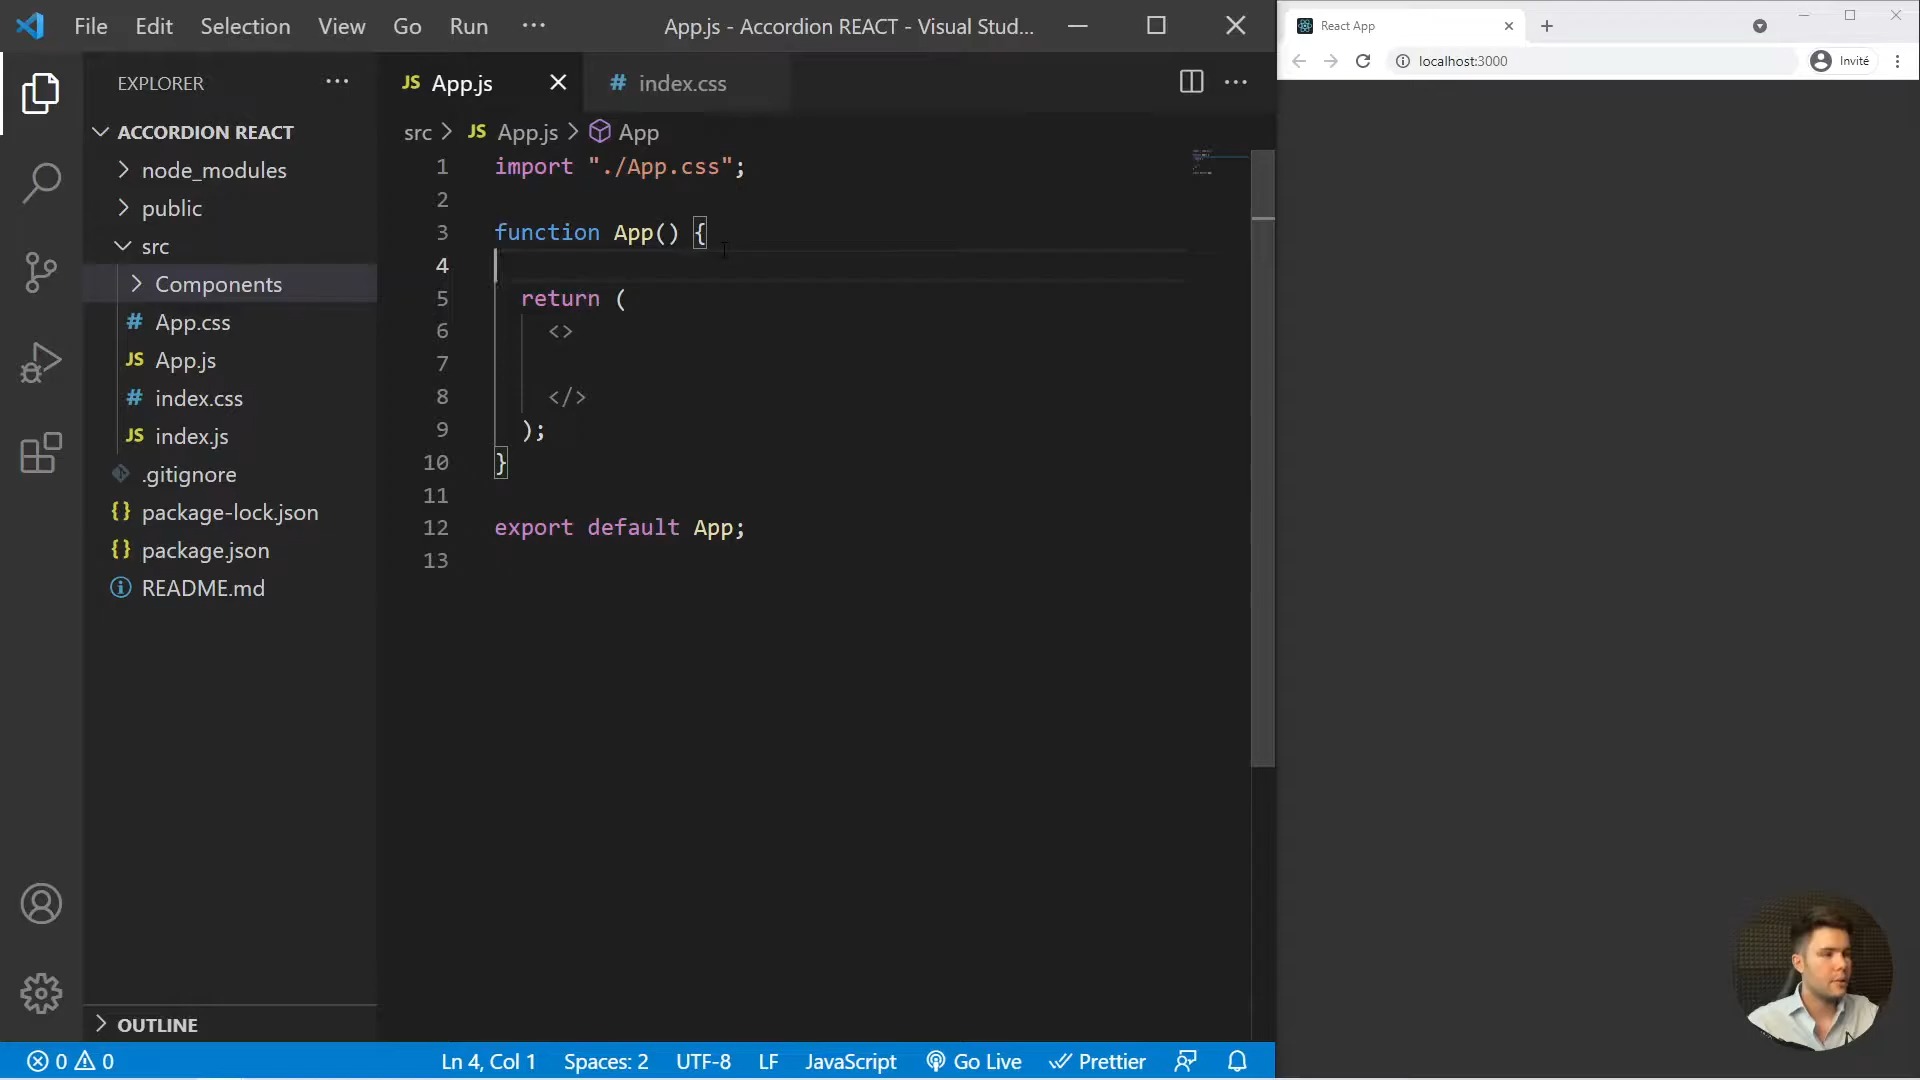 File Edit Selection View Go Run ··· App.js - Accordion REACT - Visual Stud...
EXPLORER ···
ACCORDION REACT
node_modules
public
src
Components
# App.css
JS App.js
# index.css
JS index.js
.gitignore
{} package-lock.json
{} package.json
README.md
OUTLINE
JS App.js # index.css ···
src > JS App.js > App
1 import "./App.css";
2
3 function App() {
4
5 return (
6 <>
7
8 </>
9 );
10 }
11
12 export default App;
13
0 0 Ln 4, Col 1 Spaces: 2 UTF-8 LF JavaScript Go Live Prettier
React App
localhost:3000 Invité